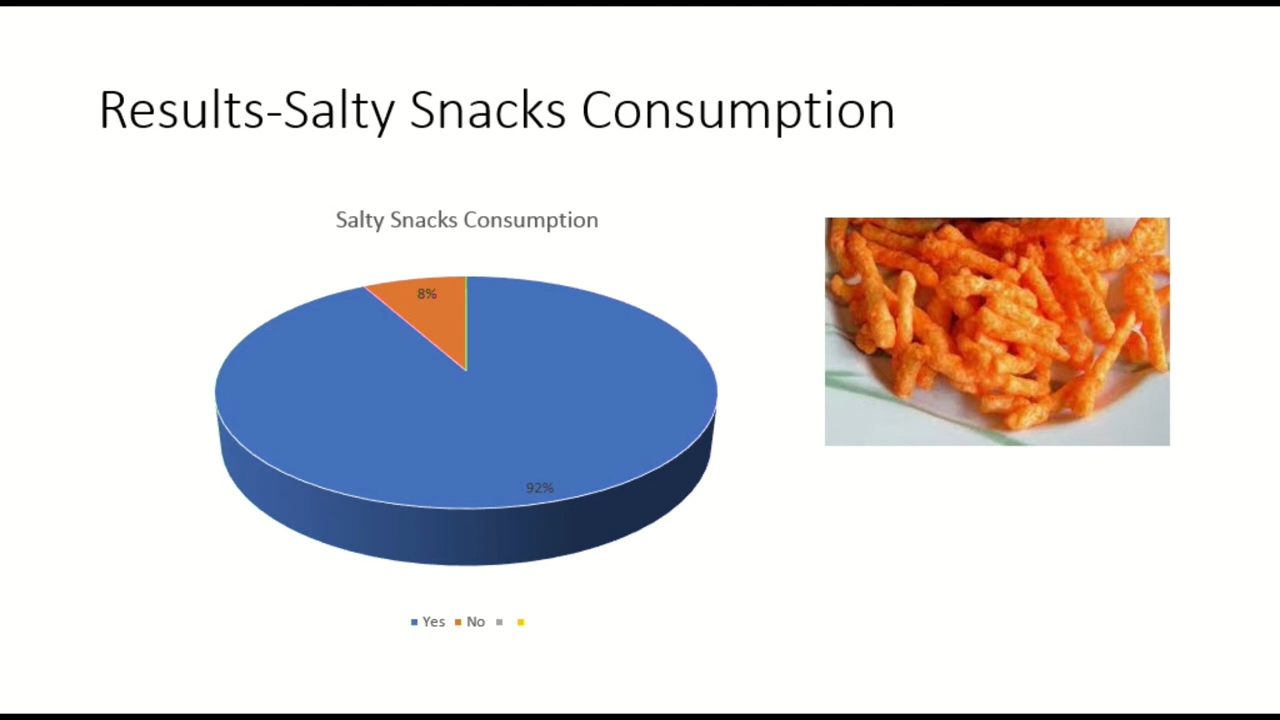 Results-Salty Snacks Consumption
Salty Snacks Consumption
8%
92%
Yes No